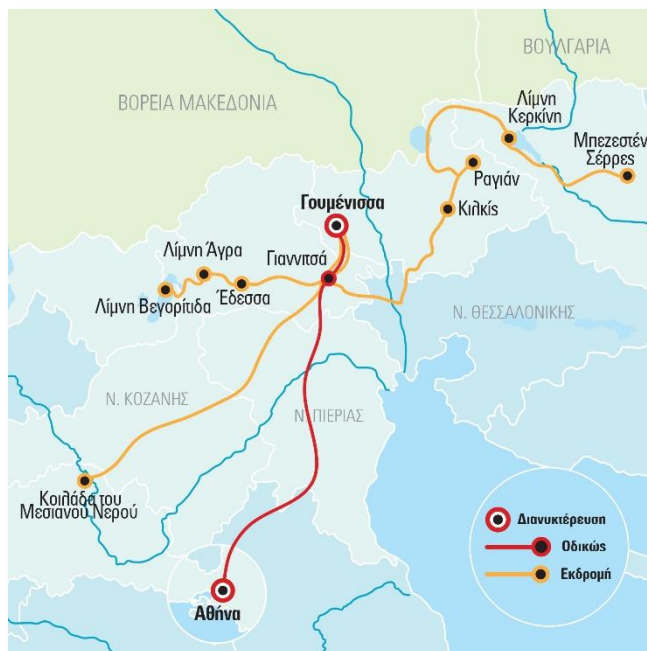 ΒΟΥΛΓΑΡΙΑ
ΒΟΡΕΙΑ ΜΑΚΕΔΟΝΙΑ
Λίμνη
Κερκίνη
Μπεζεστένι
Σέρρες
Ραγιάν
Γουμένισσα
Κιλκίς
Λίμνη Άγρα
Γιαννιτσά
Λίμνη Βεγορίτιδα
Έδεσσα
Ν. ΘΕΣΣΑΛΟΝΙΚΗΣ
Ν. ΚΟΖΑΝΗΣ
Ν. ΠΙΕΡΙΑΣ
Κοιλάδα του
Μεσιανού Νερού
Διανυκτέρευση
Οδικώς
Εκδρομή
Αθήνα